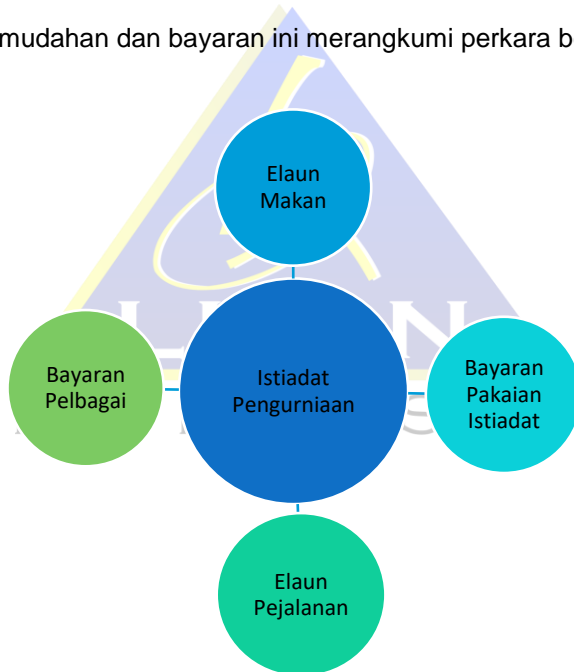 mudahan dan bayaran ini merangkumi perkara b
Elaun
Makan
Bayaran
Pelbagai
Istiadat
Pengurniaan
Bayaran
Pakaian
Istiadat
Elaun
Pejalanan